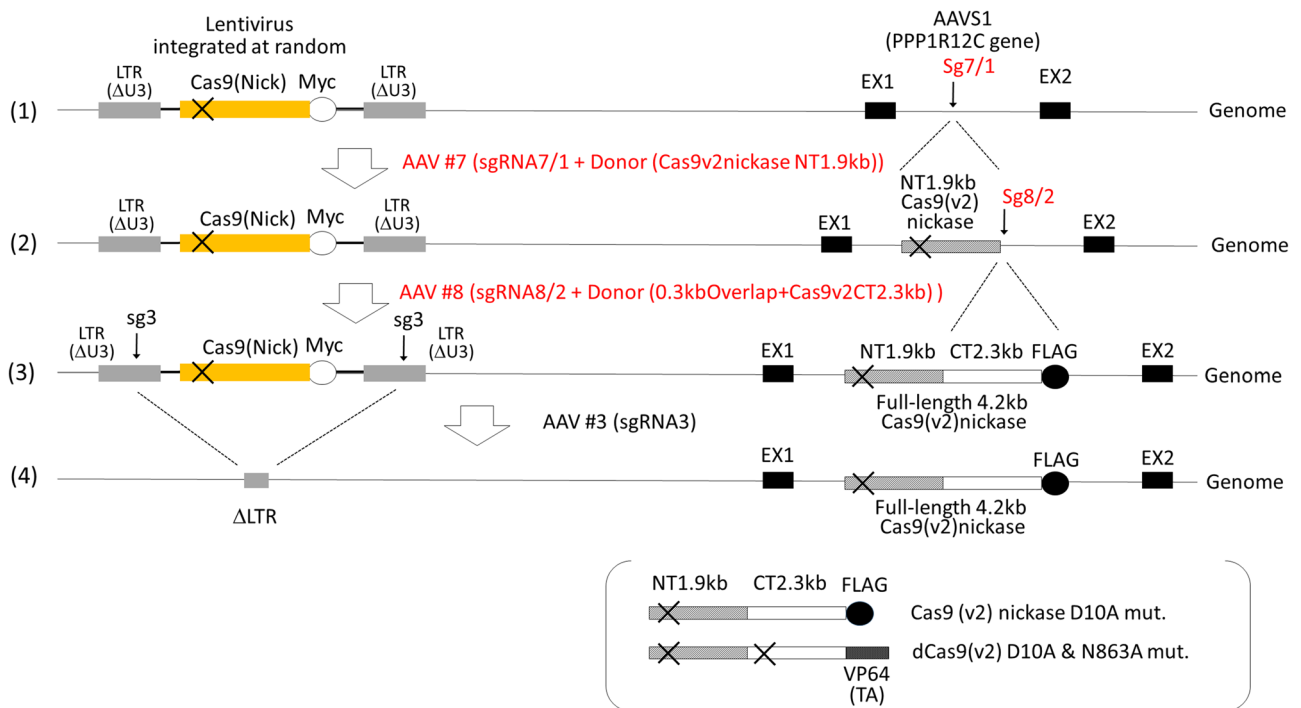 Lentivirus
integrated at random
AAVS1
(PPP1R12C gene)
LTR
(ΔU3)
Cas9(Nick)
Myc
LTR
(ΔU3)
Sg7/1
EX1
EX2
(1)
Genome
AAV #7 (sgRNA7/1 + Donor (Cas9v2nickase NT1.9kb))
LTR
(ΔU3)
Cas9(Nick)
Myc
LTR
(ΔU3)
NT1.9kb
Cas9(v2)
nickase
Sg8/2
EX1
EX2
(2)
Genome
AAV #8 (sgRNA8/2 + Donor (0.3kbOverlap+Cas9v2CT2.3kb) )
sg3
sg3
LTR
(ΔU3)
Cas9(Nick)
Myc
LTR
(ΔU3)
EX1
NT1.9kb
CT2.3kb
FLAG
EX2
(3)
Genome
Full-length 4.2kb
Cas9(v2)nickase
AAV #3 (sgRNA3)
EX1
FLAG
EX2
(4)
Genome
ΔLTR
Full-length 4.2kb
Cas9(v2)nickase
NT1.9kb
CT2.3kb
FLAG
Cas9 (v2) nickase D10A mut.
dCas9(v2) D10A & N863A mut.
VP64
(TA)